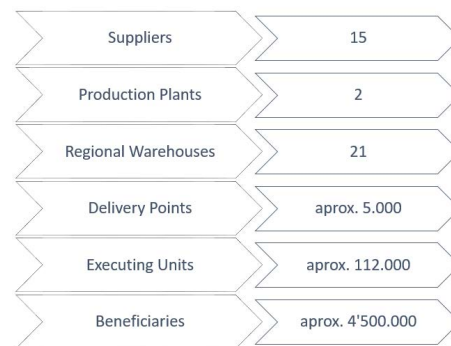 Suppliers 15
Production Plants 2
Regional Warehouses 21
Delivery Points aprox. 5.000
Executing Units aprox. 112.000
Beneficiaries aprox. 4'500.000